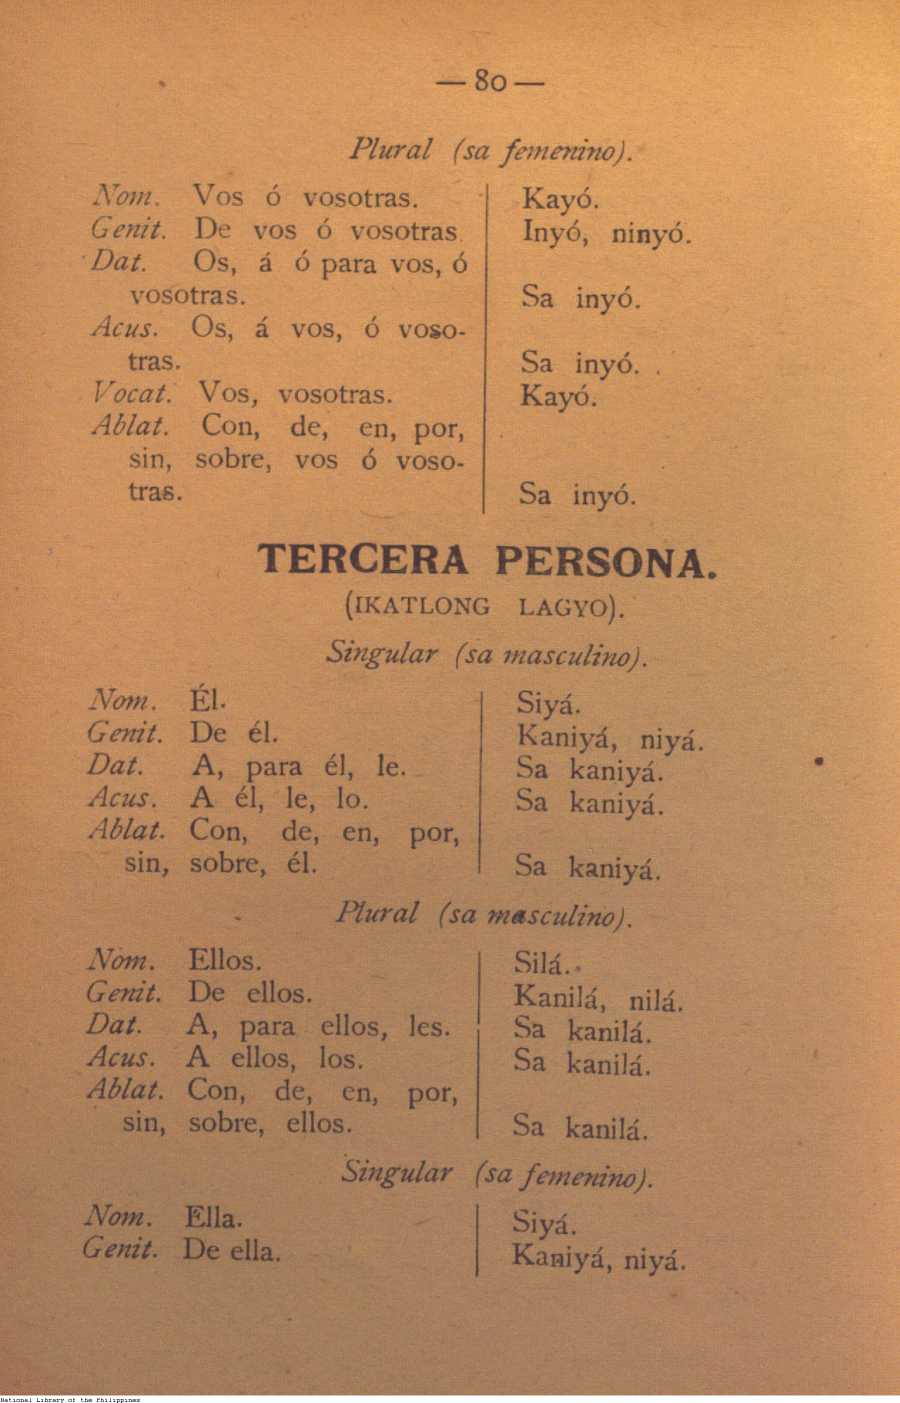 — 80 —
Plural (sa femenino).
Nom. Vos ó vosotras. Kayó.
Genit. De vos ó vosotras Inyó, ninyó.
Dat. Os, á ó para vos, ó
vosotras. Sa inyó.
Acus. Os, á vos, ó voso-
tras. Sa inyó.
Vocat. Vos, vosotras. Kayó.
Ablat. Con, de, en, por,
sin, sobre, vos ó voso-
tras. Sa inyó.
TERCERA PERSONA.
(IKATLONG LAGYO).
Singular (sa masculino).
Nom. Él. Siyá.
Genit. De él. Kaniyá, niyá.
Dat. A, para él, le. Sa kaniyá.
Acus. A él, le, lo. Sa kaniyá.
Ablat. Con, de, en, por,
sin, sobre, él. Sa kaniyá.
Plural (sa masculino).
Nom. Ellos. Silá.
Genit. De ellos. Kanilá, nilá.
Dat. A, para ellos, les. Sa kanilá.
Acus. A ellos, los. Sa kanilá.
Ablat. Con, de, en, por,
sin, sobre, ellos. Sa kanilá.
Singular (sa femenino).
Nom. Ella. Siyá.
Genit. De ella. Kaniyá, niyá.
National Library of the Philippines